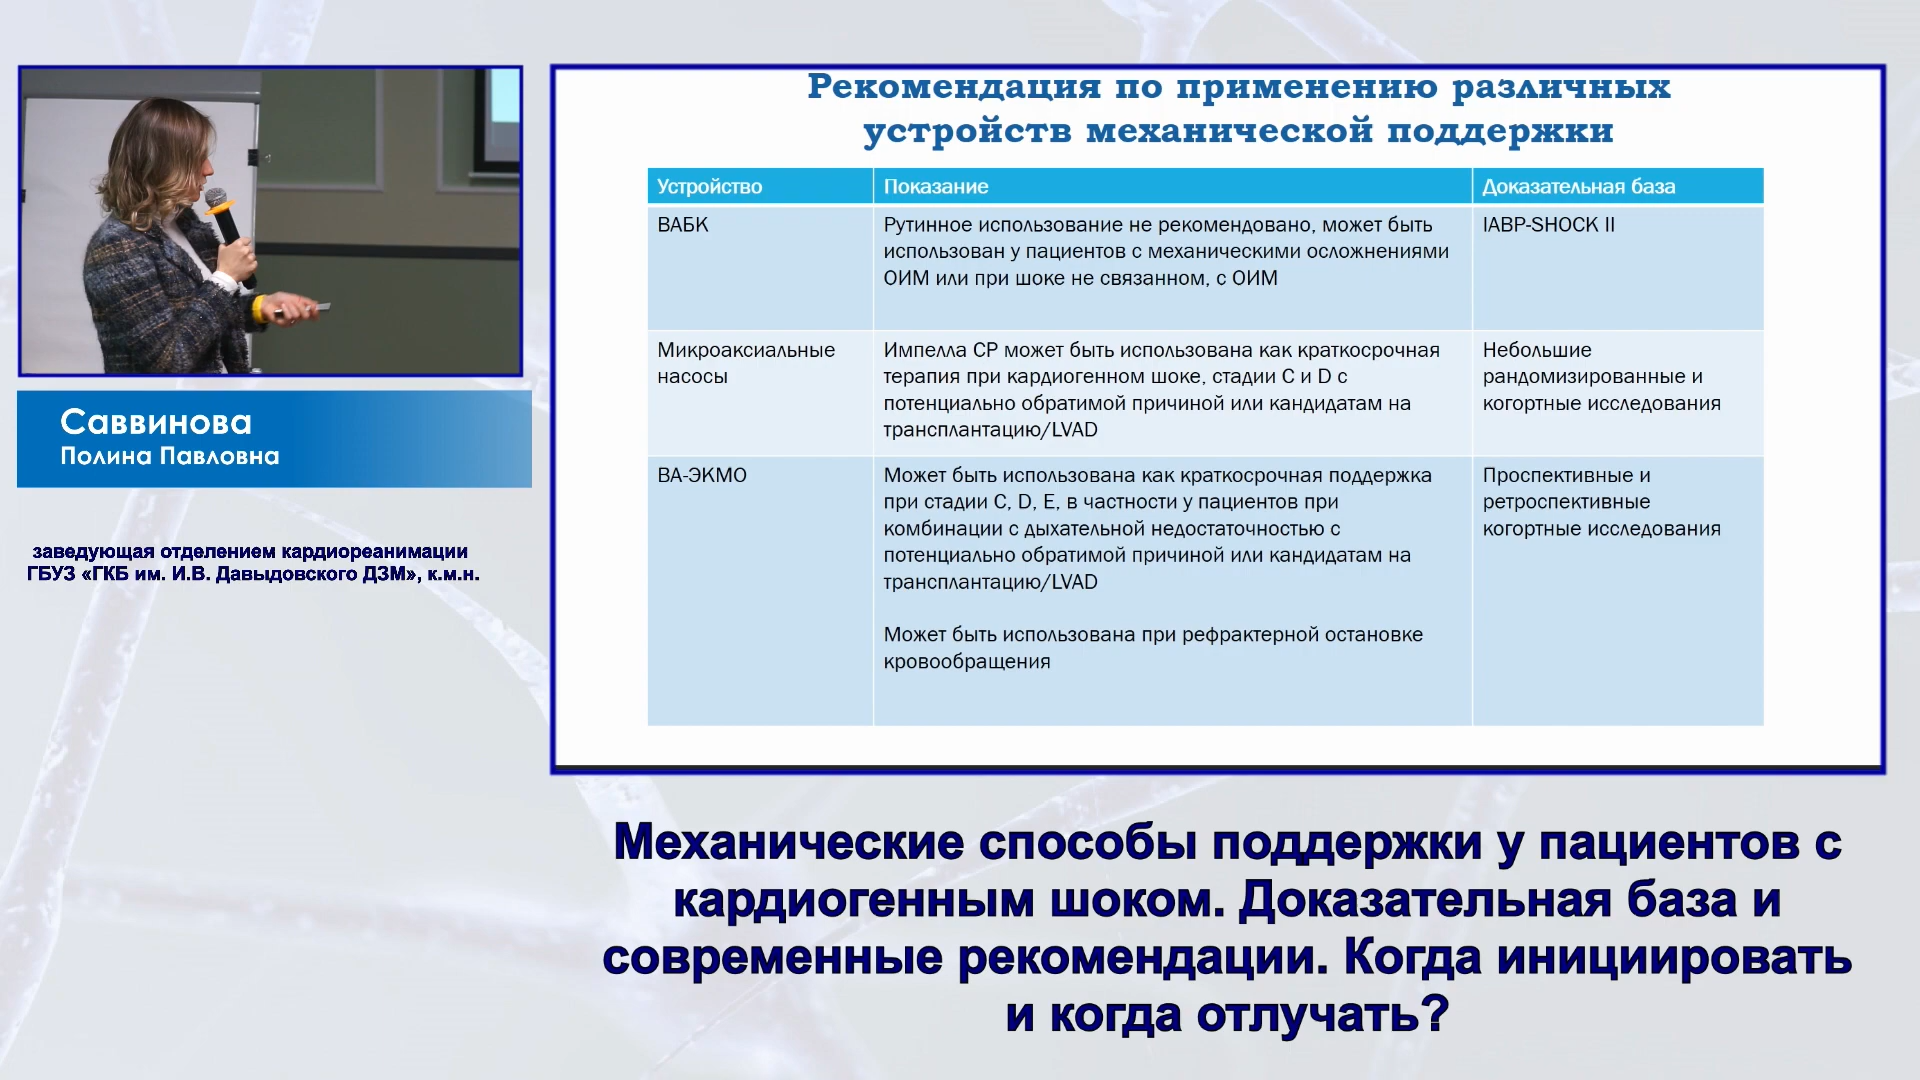 Рекомендация по применению различных
устройств механической поддержки
Устройство
Показание
Доказательная база
ВАБК
Рутинное использование не рекомендовано, может быть
использован у пациентов с механическими осложнениями
ОИМ или при шоке не связанном, с ОИМ
IABP-SHOCK II
Микроаксиальные
насосы
Импелла СР может быть использована как краткосрочная
терапия при кардиогенном шоке, стадии C и D с
потенциально обратимой причиной или кандидатам на
трансплантацию/LVAD
Небольшие
рандомизированные и
когортные исследования
ВА-ЭКМО
Может быть использована как краткосрочная поддержка
при стадии C, D, E, в частности у пациентов при
комбинации с дыхательной недостаточностью с
потенциально обратимой причиной или кандидатам на
трансплантацию/LVAD
Может быть использована при рефрактерной остановке
кровообращения
Проспективные и
ретроспективные
когортные исследования
Саввинова
Полина Павловна
заведующая отделением кардиореанимации
ГБУЗ «ГКБ им. И.В. Давыдовского ДЗМ», к.м.н.
Механические способы поддержки у пациентов с
кардиогенным шоком. Доказательная база и
современные рекомендации. Когда инициировать
и когда отлучать?